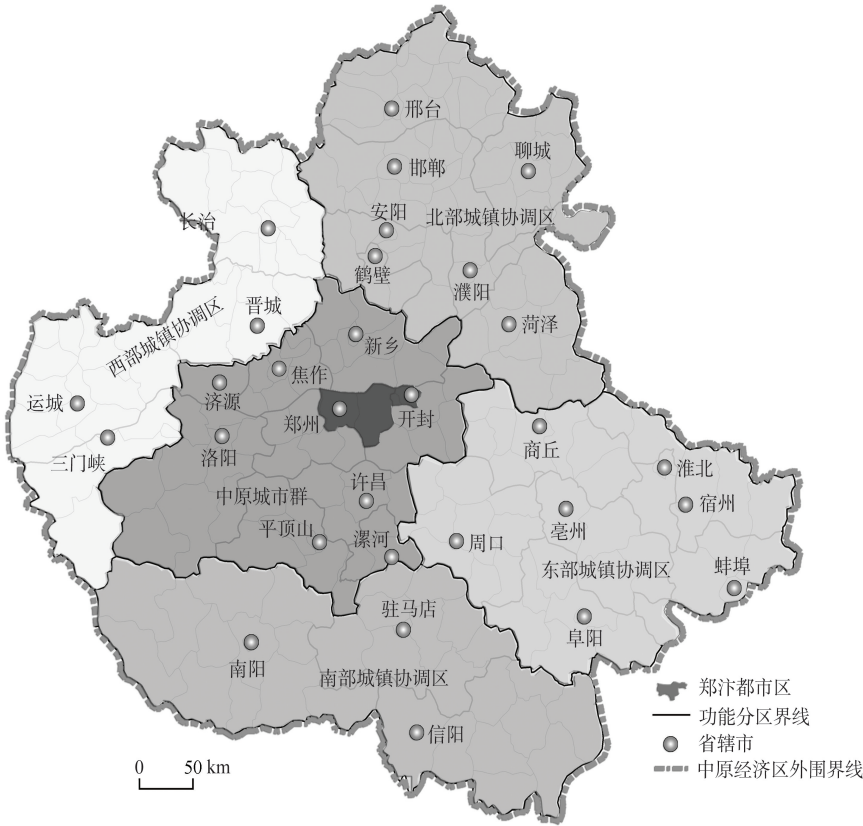 邢台
邯郸
聊城
长治
安阳
北部城镇协调区
鹤壁
濮阳
晋城
西部城镇协调区
菏泽
新乡
焦作
济源
运城
郑州
开封
三门峡
洛阳
商丘
淮北
中原城市群
许昌
宿州
平顶山
漯河
亳州
周口
东部城镇协调区
蚌埠
驻马店
阜阳
南阳
南部城镇协调区
信阳
郑汴都市区
功能分区界线
省辖市
中原经济区外围界线
0 50 km